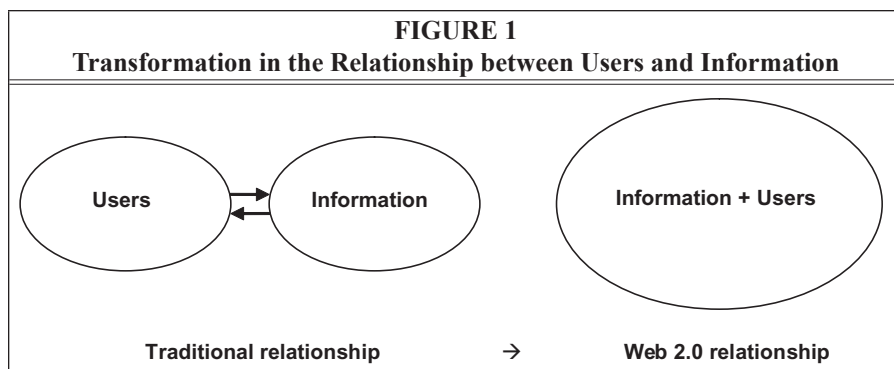 FIGURE 1
Transformation in the Relationship between Users and Information
Users
Information
Information + Users
Traditional relationship → Web 2.0 relationship